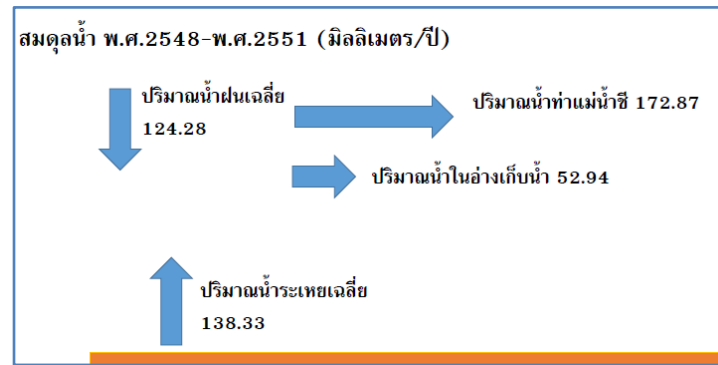 สมดุลน้ำ พ.ศ.2548-พ.ศ.2551 (มิลลิเมตร/ปี)
ปริมาณน้ำฝนเฉลี่ย
124.28
ปริมาณน้ำท่าแม่น้ำชี 172.87
ปริมาณน้ำในอ่างเก็บน้ำ 52.94
ปริมาณน้ำระเหยเฉลี่ย
138.33